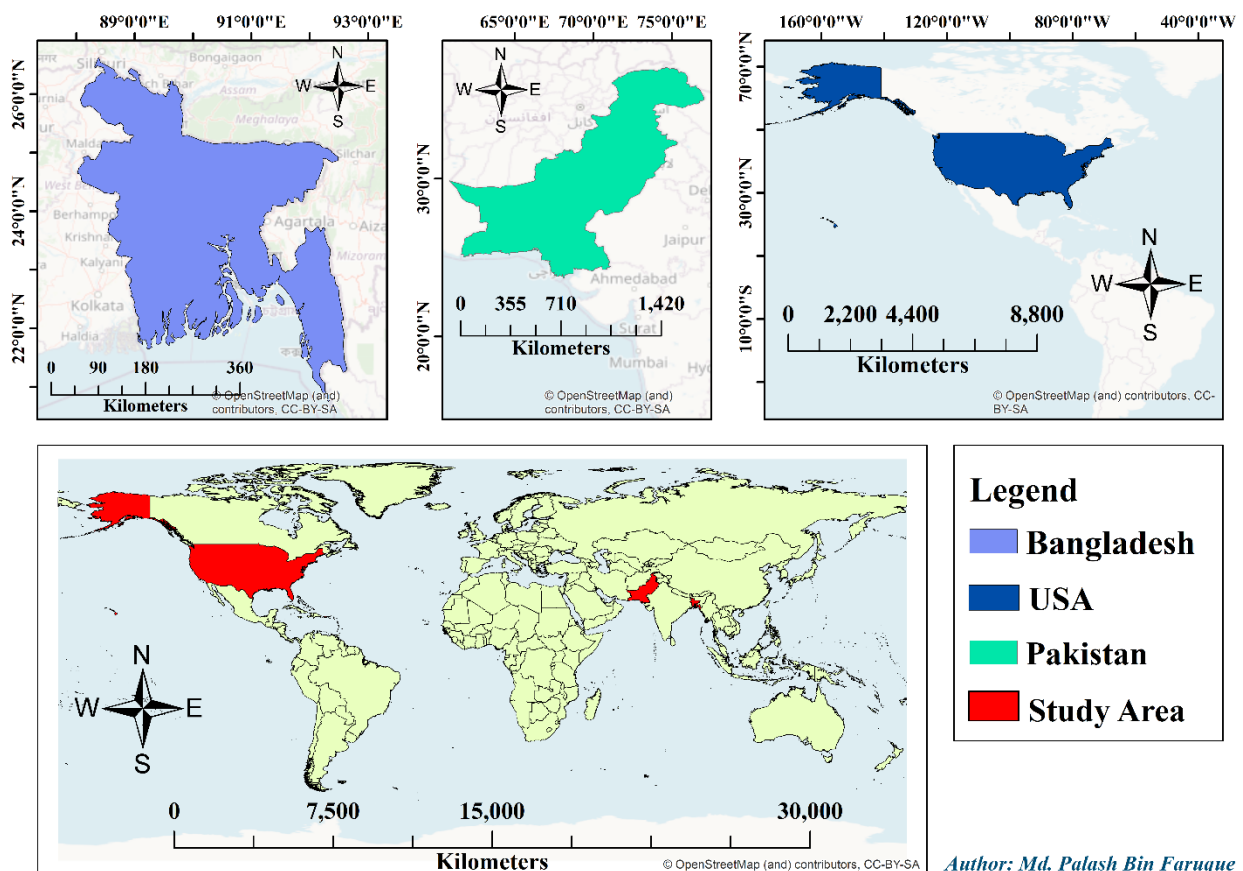 89°0'0"E 91°0'0"E 93°0'0"E
26°0'0"N
24°0'0"N
22°0'0"N
Bongaigaon
Assam
Meghalaya
Silchar
West
Berhampo
Krishna
Kalyani
Kolkata
Haldia
Agartala
Aiza
Mizoram
N
W E
S
0 90 180 360
Kilometers
© OpenStreetMap (and)
contributors, CC-BY-SA
65°0'0"E 70°0'0"E 75°0'0"E
30°0'0"N
20°0'0"N
N
W E
S
افغانستان
Jaipur
Ahmedabad
Surat
Mumbai
0 355 710 1,420
Kilometers
© OpenStreetMap (and)
contributors, CC-BY-SA
160°0'0"W 120°0'0"W 80°0'0"W 40°0'0"W
70°0'0"N
30°0'0"N
10°0'0"S
N
W E
S
0 2,200 4,400 8,800
Kilometers
© OpenStreetMap (and) contributors, CC-
BY-SA
N
W E
S
0 7,500 15,000 30,000
Kilometers
© OpenStreetMap (and) contributors, CC-BY-SA
Legend
Bangladesh
USA
Pakistan
Study Area
Author: Md. Palash Bin Faruque